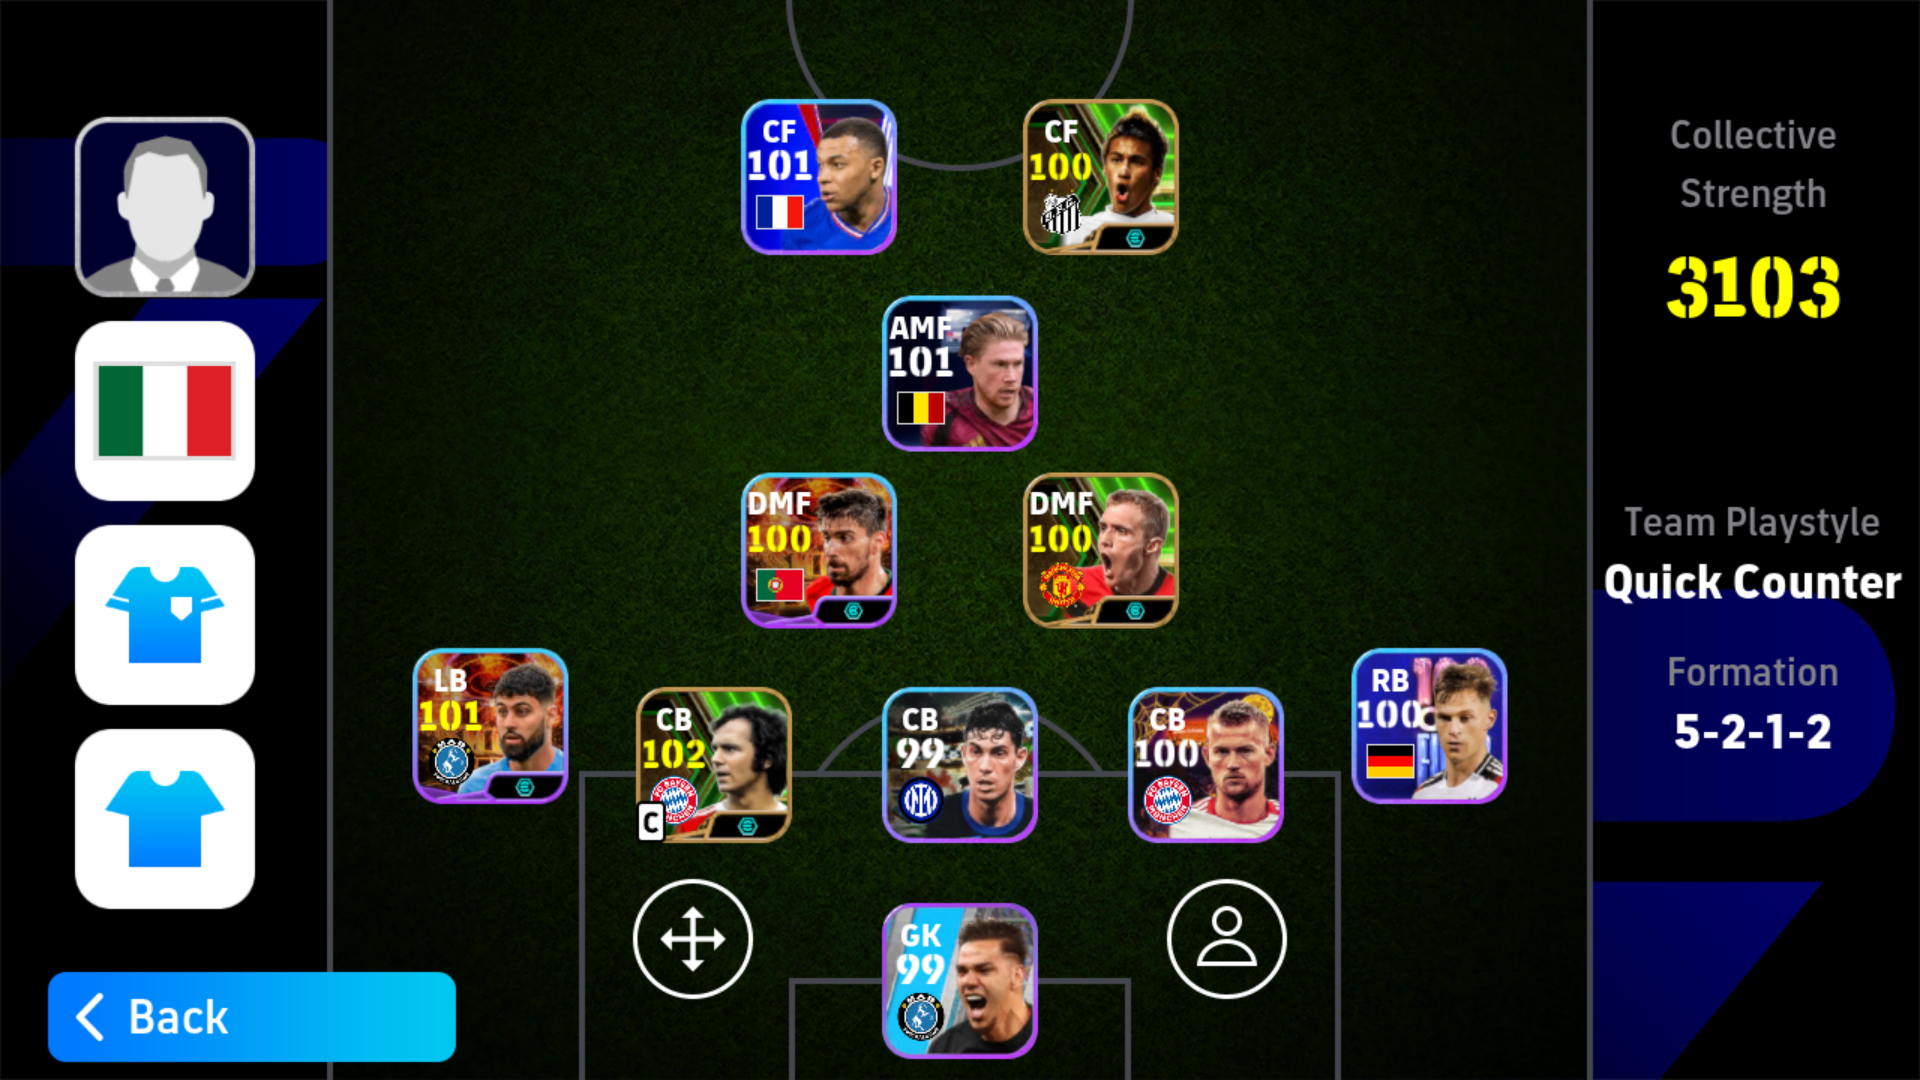 CF
101
CF
100
Collective
Strength
3103
AMF
101
DMF
100
DMF
100
Team Playstyle
Quick Counter
Formation
5-2-1-2
LB
101
CB
102
C
CB
99
CB
100
RB
100
GK
99
Back